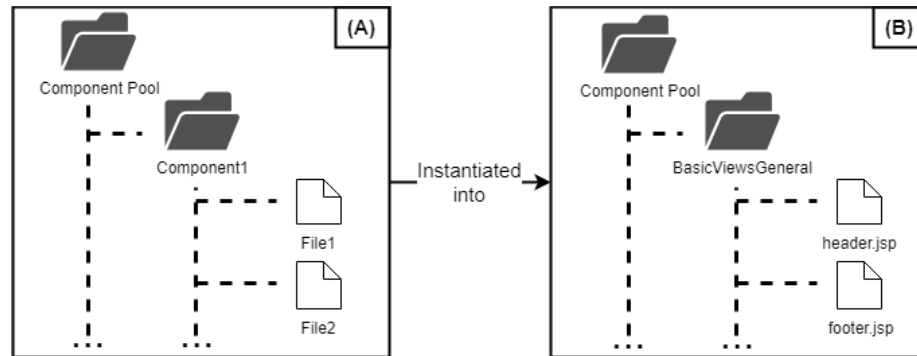 (A)
Component Pool
Component1
File1
File2
...
...
Instantiated
into
(B)
Component Pool
BasicViewsGeneral
header.jsp
footer.jsp
...
...